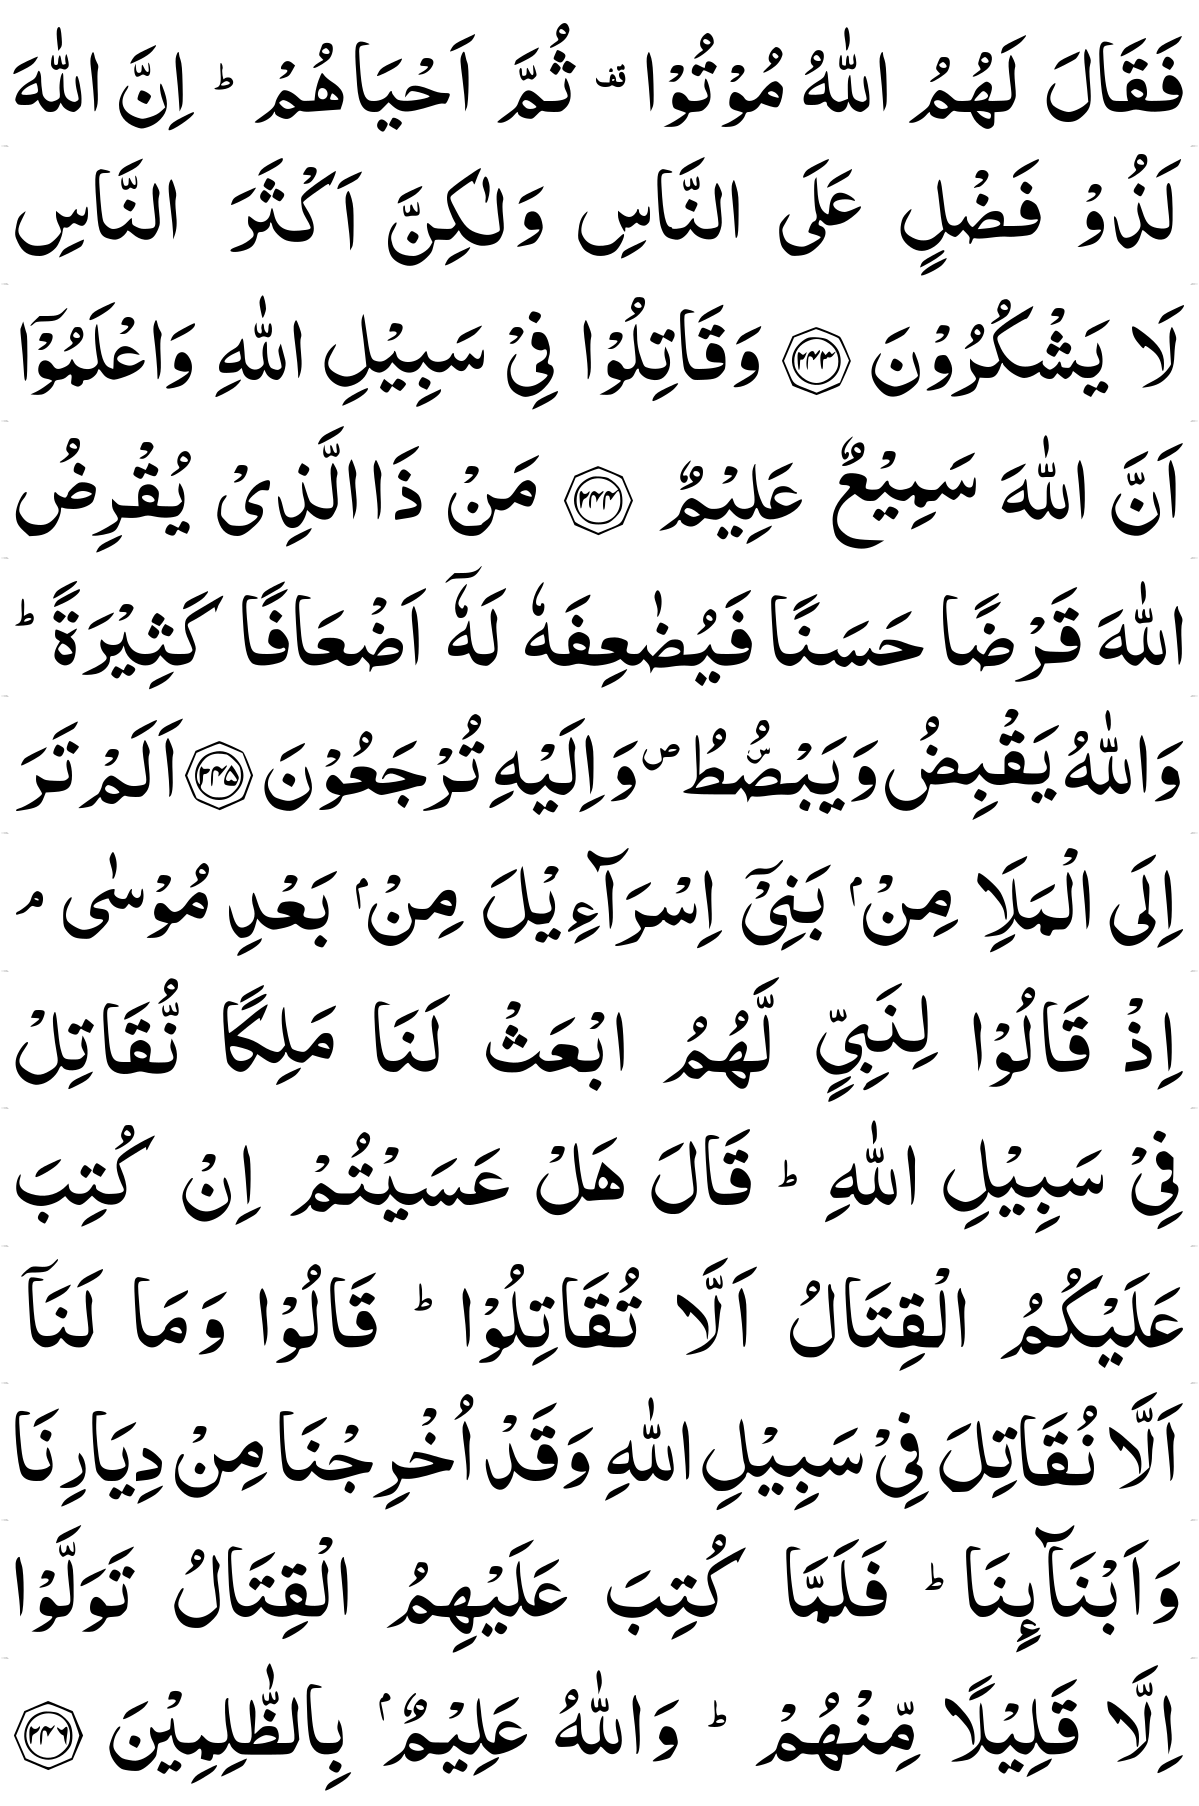 فَقَالَ لَهُمُ اللّٰهُ مُوْتُوْا ۣ ثُمَّ اَحْيَاهُمْ ؕ اِنَّ اللّٰهَ
لَذُوْ فَضْلٍ عَلَى النَّاسِ وَلٰكِنَّ اَكْثَرَ النَّاسِ
لَا يَشْكُرُوْنَ ﴿۲۴۳﴾ وَقَاتِلُوْا فِيْ سَبِيْلِ اللّٰهِ وَاعْلَمُوْۤا
اَنَّ اللّٰهَ سَمِيْعٌ عَلِيْمٌ ﴿۲۴۴﴾ مَنْ ذَا الَّذِيْ يُقْرِضُ
اللّٰهَ قَرْضًا حَسَنًا فَيُضٰعِفَهٗ لَهٗۤ اَضْعَافًا كَثِيْرَةً ؕ
وَاللّٰهُ يَقْبِضُ وَيَبْصُۜطُ ۪ وَاِلَيْهِ تُرْجَعُوْنَ ﴿۲۴۵﴾ اَلَمْ تَرَ
اِلَى الْمَلَاِ مِنْۢ بَنِيْۤ اِسْرَآءِيْلَ مِنْۢ بَعْدِ مُوْسٰى ۘ
اِذْ قَالُوْا لِنَبِيٍّ لَّهُمُ ابْعَثْ لَنَا مَلِكًا نُّقَاتِلْ
فِيْ سَبِيْلِ اللّٰهِ ؕ قَالَ هَلْ عَسَيْتُمْ اِنْ كُتِبَ
عَلَيْكُمُ الْقِتَالُ اَلَّا تُقَاتِلُوْا ؕ قَالُوْا وَمَا لَنَاۤ
اَلَّا نُقَاتِلَ فِيْ سَبِيْلِ اللّٰهِ وَقَدْ اُخْرِجْنَا مِنْ دِيَارِنَا
وَاَبْنَآىِٕنَا ؕ فَلَمَّا كُتِبَ عَلَيْهِمُ الْقِتَالُ تَوَلَّوْا
اِلَّا قَلِيْلًا مِّنْهُمْ ؕ وَاللّٰهُ عَلِيْمٌۢ بِالظّٰلِمِيْنَ ﴿۲۴۶﴾